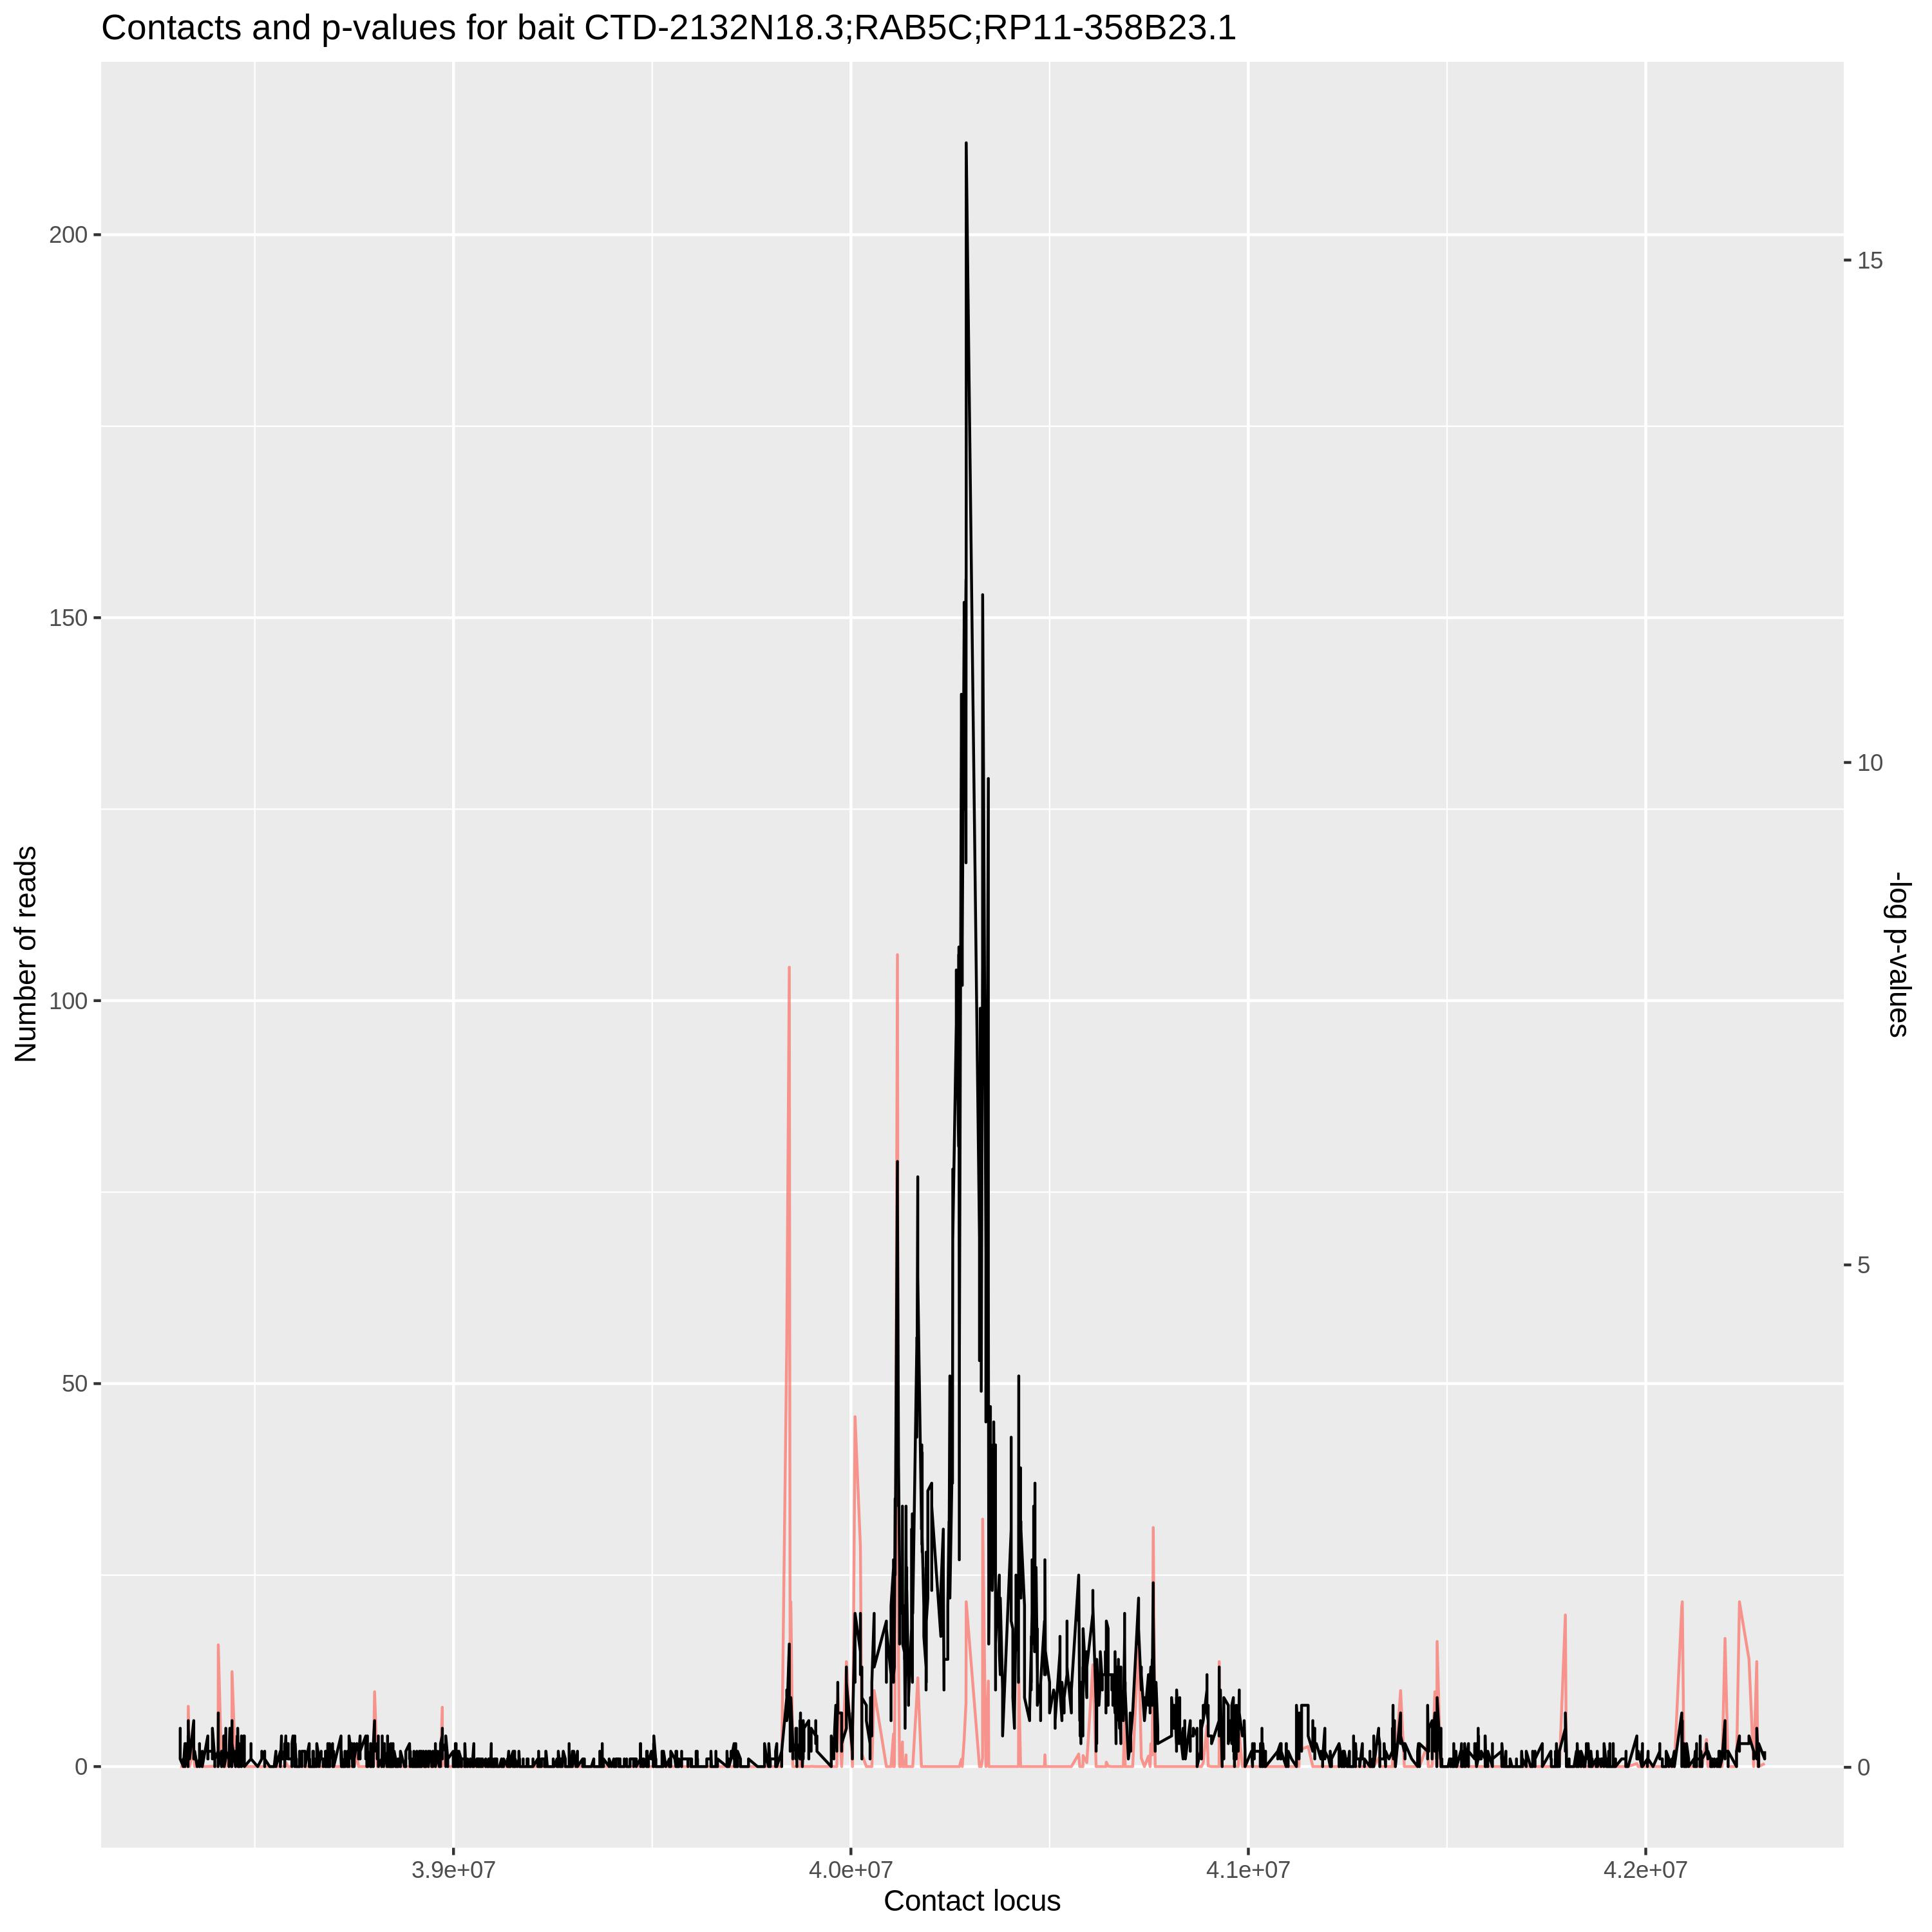 Contacts and p-values for bait CTD-2132N18.3;RAB5C;RP11-358B23.1
200
150
100
50
0
Number of reads
15
10
5
0
-log p-values
3.9e+07
4.0e+07
4.1e+07
4.2e+07
Contact locus